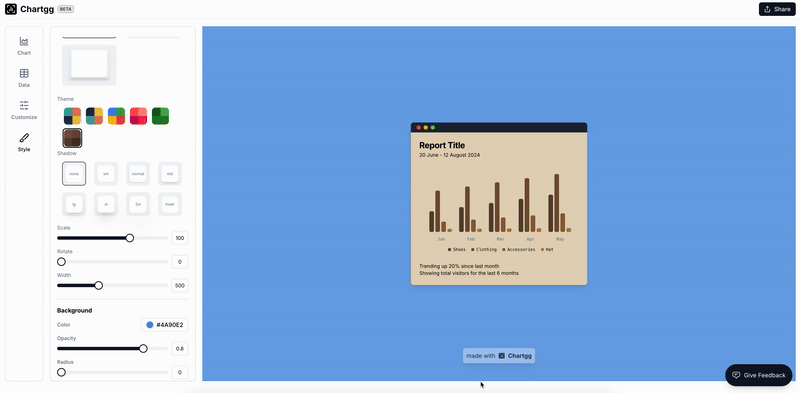 Chartgg BETA
Share
Chart
Data
Customize
Style
Theme
Shadow
none sm normal md
lg xl 2xl inner
Scale
100
Rotate
0
Width
500
Background
Color #4A90E2
Opacity
0.8
Radius
0
Report Title
20 June - 12 August 2024
Jan Feb Mar Apr May
Shoes Clothing Accessories Hat
Trending up 20% since last month
Showing total visitors for the last 6 months
made with Chartgg
Give Feedback